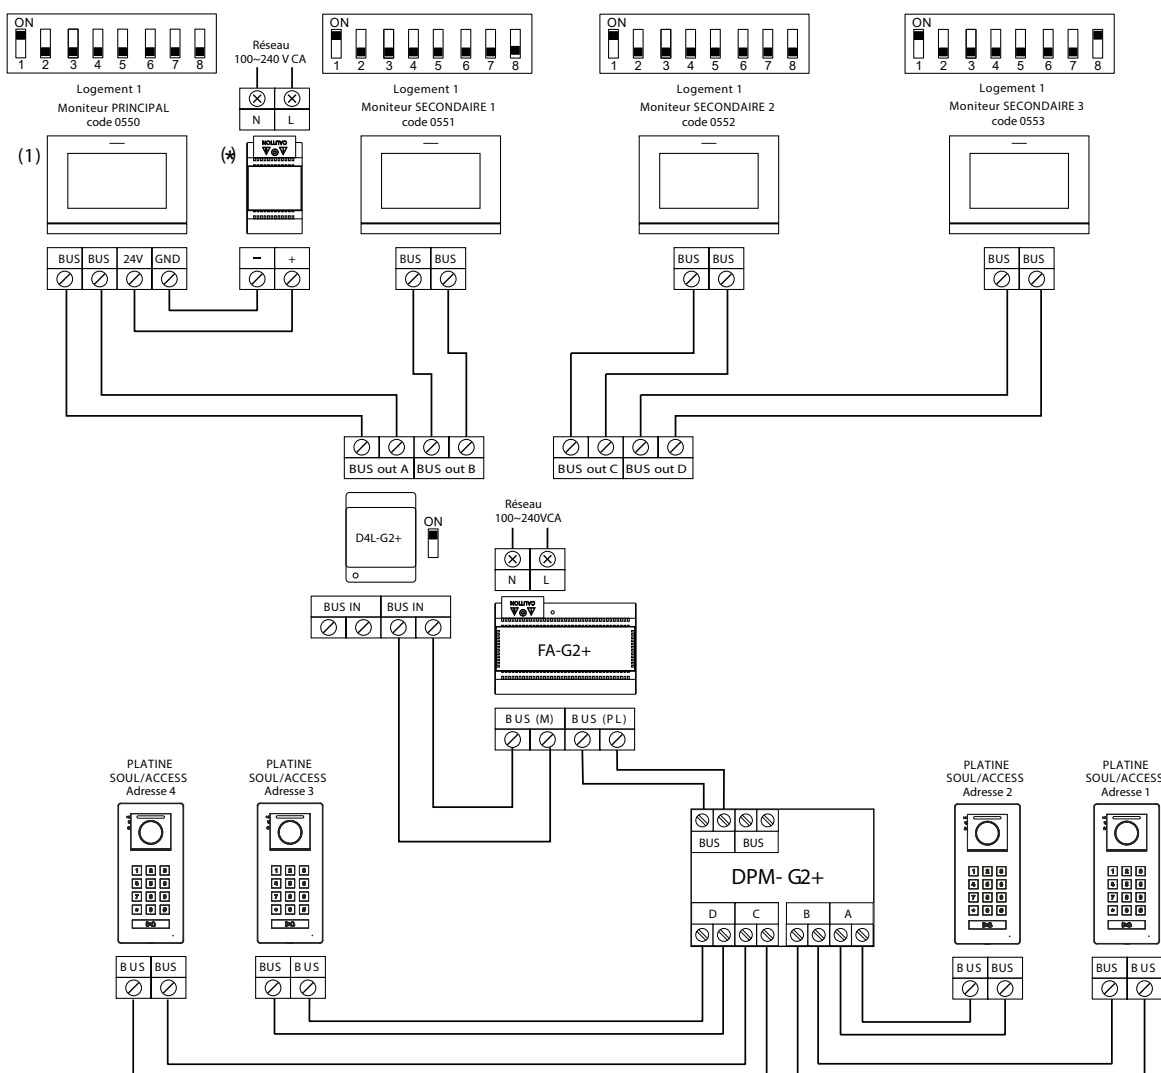 ON
1 2 3 4 5 6 7 8
ON
1 2 3 4 5 6 7 8
ON
1 2 3 4 5 6 7 8
ON
1 2 3 4 5 6 7 8
Réseau
100~240 V CA
N L
CAUTION
Logement 1
Moniteur PRINCIPAL
code 0550
(1)
(*)
Logement 1
Moniteur SECONDAIRE 1
code 0551
Logement 1
Moniteur SECONDAIRE 2
code 0552
Logement 1
Moniteur SECONDAIRE 3
code 0553
BUS BUS 24V GND
− +
BUS BUS
BUS BUS
BUS BUS
BUS out A BUS out B
BUS out C BUS out D
D4L-G2+
ON
Réseau
100~240VCA
N L
CAUTION
BUS IN BUS IN
FA-G2+
BUS (M) BUS (PL)
PLATINE
SOUL/ACCESS
Adresse 4
PLATINE
SOUL/ACCESS
Adresse 3
PLATINE
SOUL/ACCESS
Adresse 2
PLATINE
SOUL/ACCESS
Adresse 1
BUS BUS
DPM- G2+
D C B A
BUS BUS
BUS BUS
BUS BUS
BUS BUS